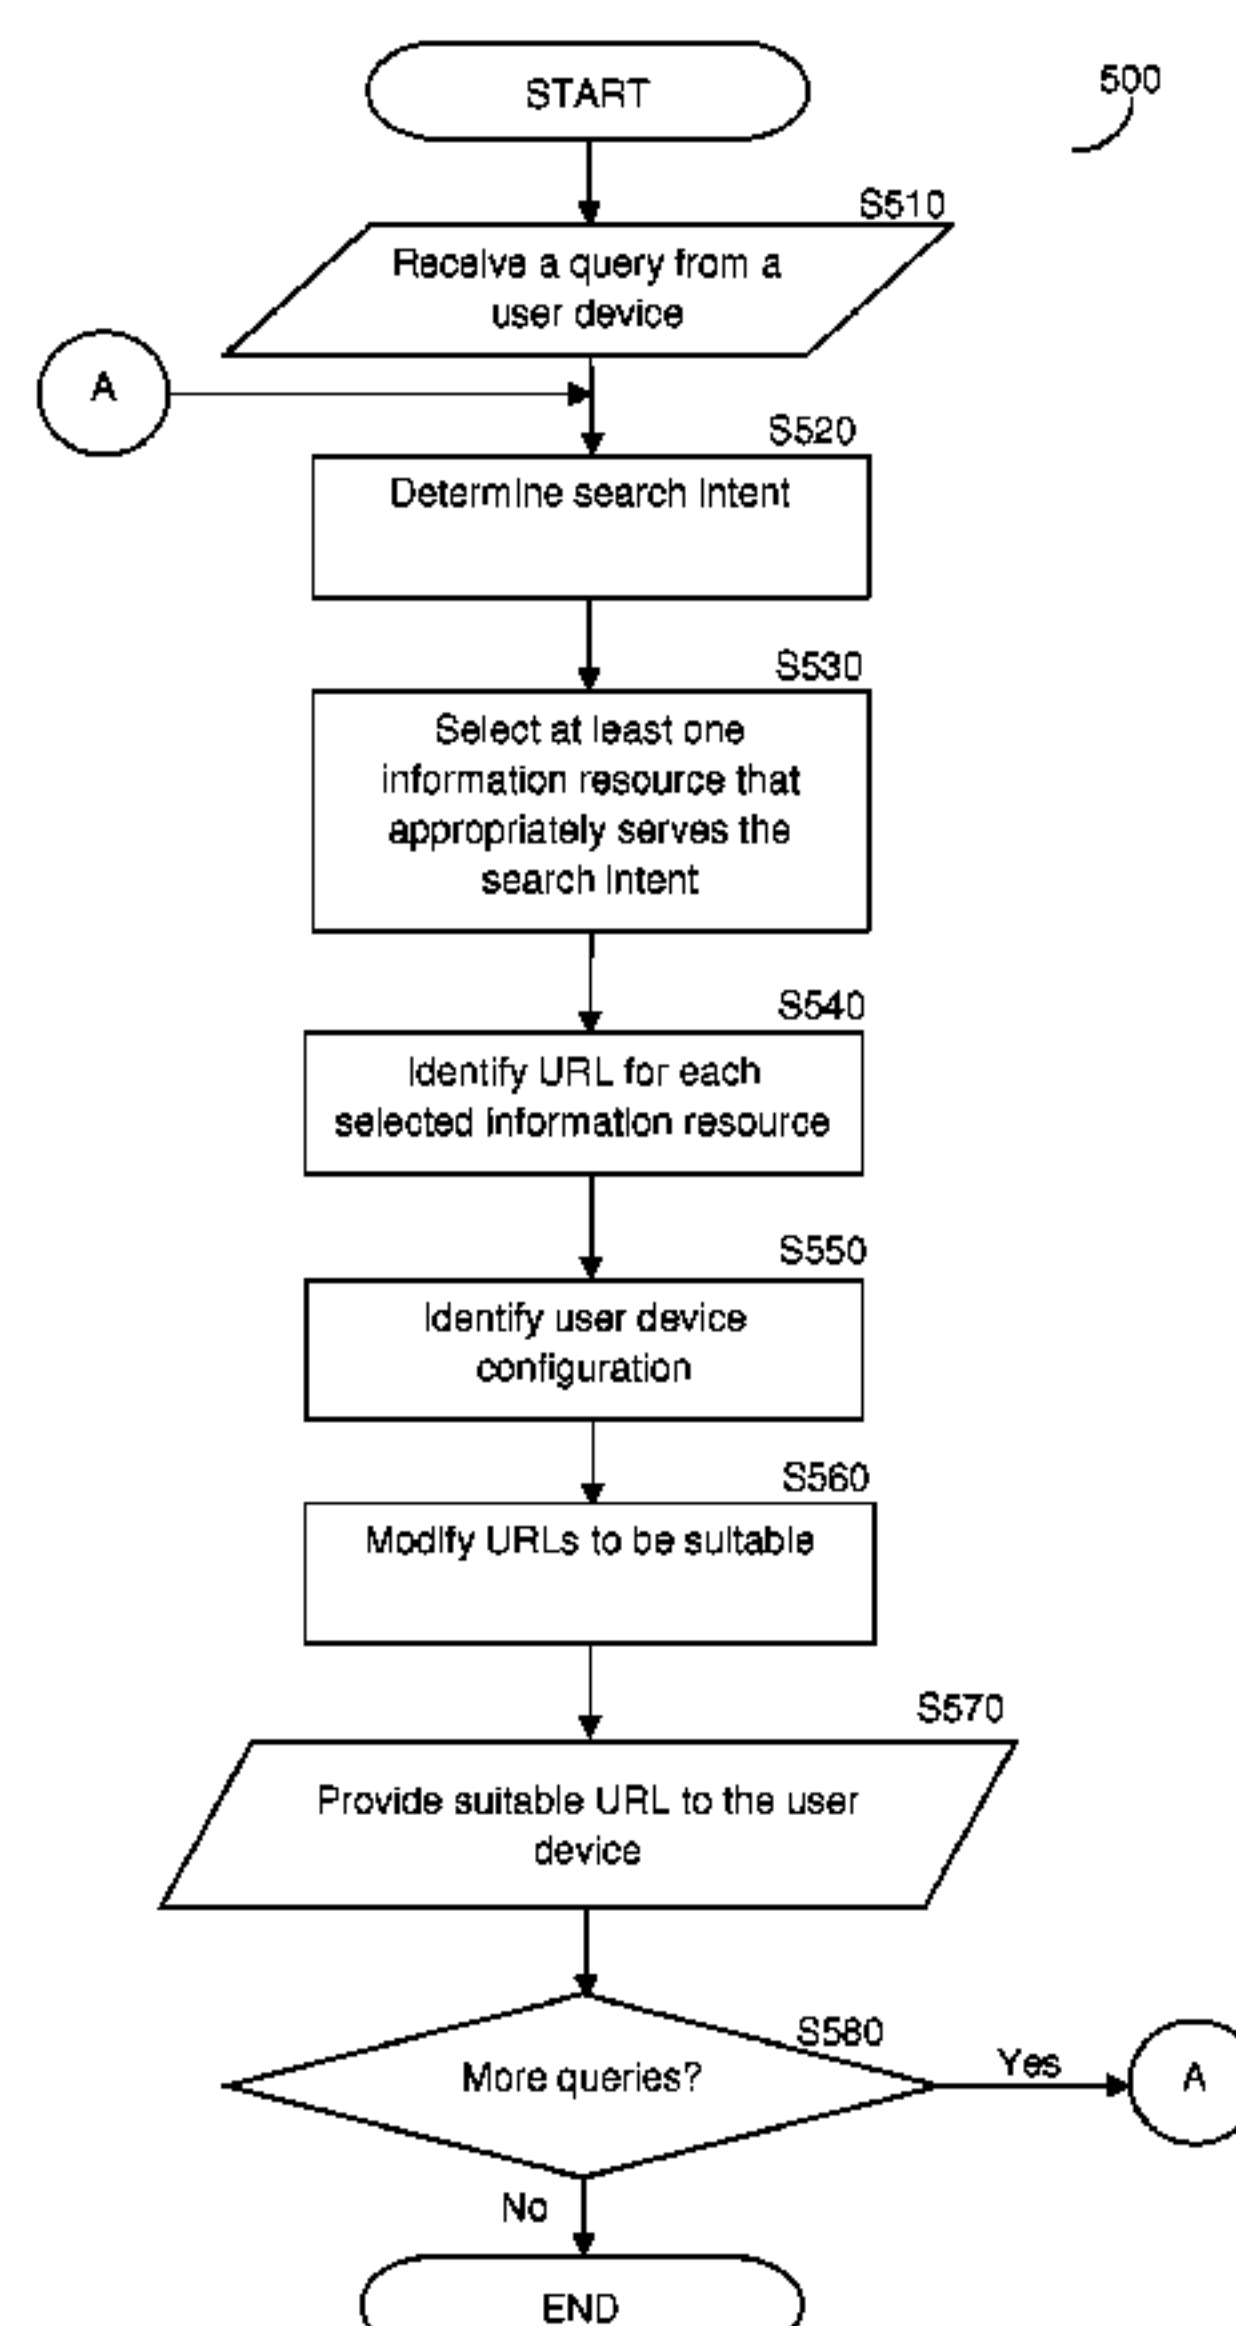 START
500
S510
Receive a query from a
user device
A
S520
Determine search intent
S530
Select at least one
information resource that
appropriately serves the
search intent
S540
Identify URL for each
selected information resource
S550
Identify user device
configuration
S560
Modify URLs to be suitable
S570
Provide suitable URL to the user
device
S580
More queries?
Yes
A
No
END